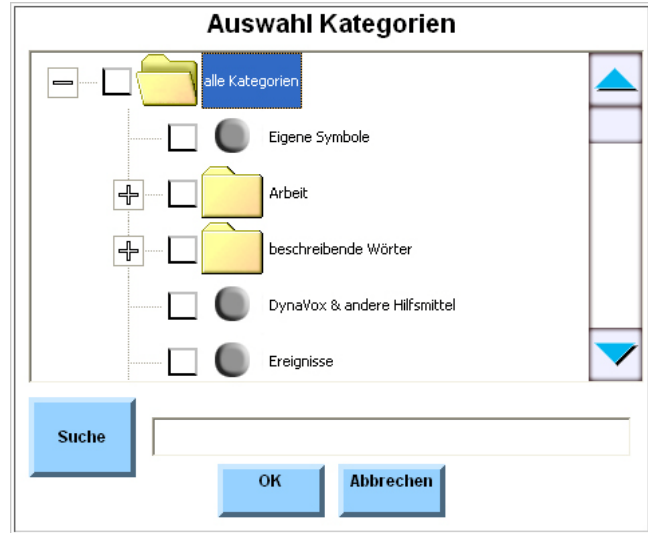 Auswahl Kategorien
alle Kategorien
Eigene Symbole
Arbeit
beschreibende Wörter
DynaVox & andere Hilfsmittel
Ereignisse
Suche
OK
Abbrechen